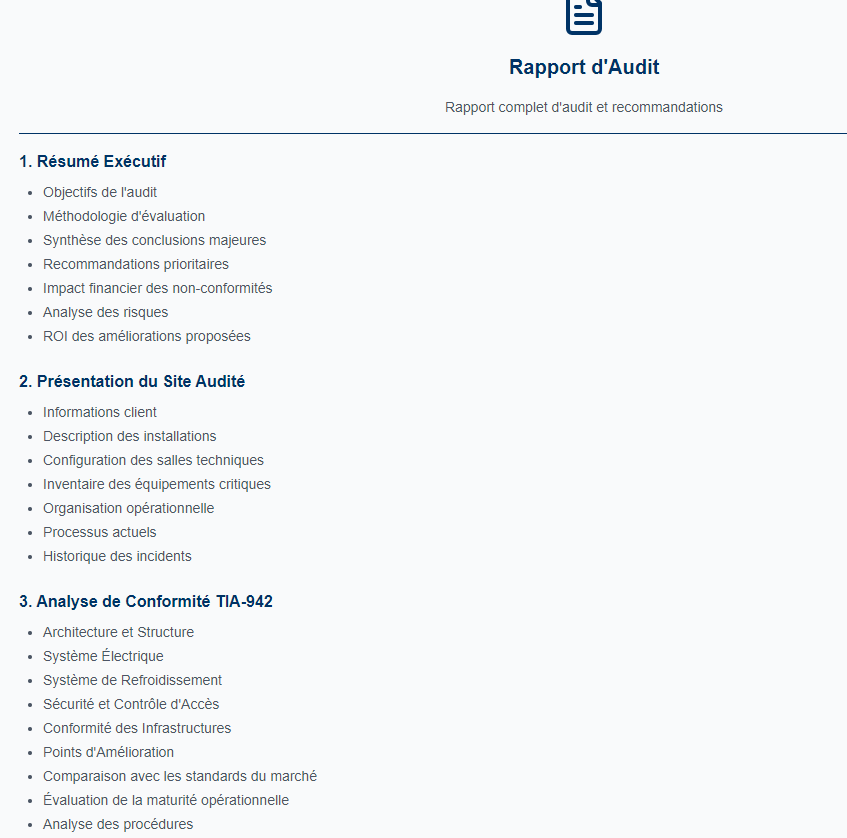 Rapport d'Audit
Rapport complet d'audit et recommandations
1. Résumé Exécutif
• Objectifs de l'audit
• Méthodologie d'évaluation
• Synthèse des conclusions majeures
• Recommandations prioritaires
• Impact financier des non-conformités
• Analyse des risques
• ROI des améliorations proposées
2. Présentation du Site Audité
• Informations client
• Description des installations
• Configuration des salles techniques
• Inventaire des équipements critiques
• Organisation opérationnelle
• Processus actuels
• Historique des incidents
3. Analyse de Conformité TIA-942
• Architecture et Structure
• Système Électrique
• Système de Refroidissement
• Sécurité et Contrôle d'Accès
• Conformité des Infrastructures
• Points d'Amélioration
• Comparaison avec les standards du marché
• Évaluation de la maturité opérationnelle
• Analyse des procédures